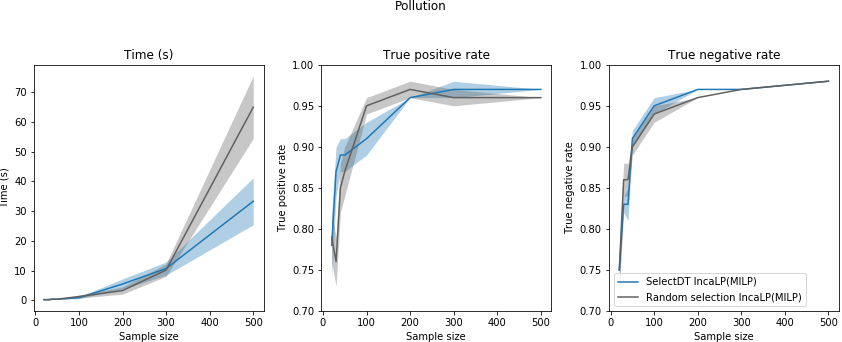 Pollution
Time (s)
True positive rate
True negative rate
Time (s)
70
60
50
40
30
20
10
0
0 100 200 300 400 500
Sample size
True positive rate
1.00
0.95
0.90
0.85
0.80
0.75
0.70
0 100 200 300 400 500
Sample size
True negative rate
1.00
0.95
0.90
0.85
0.80
0.75
0.70
SelectDT IncaLP(MILP)
Random selection IncaLP(MILP)
0 100 200 300 400 500
Sample size